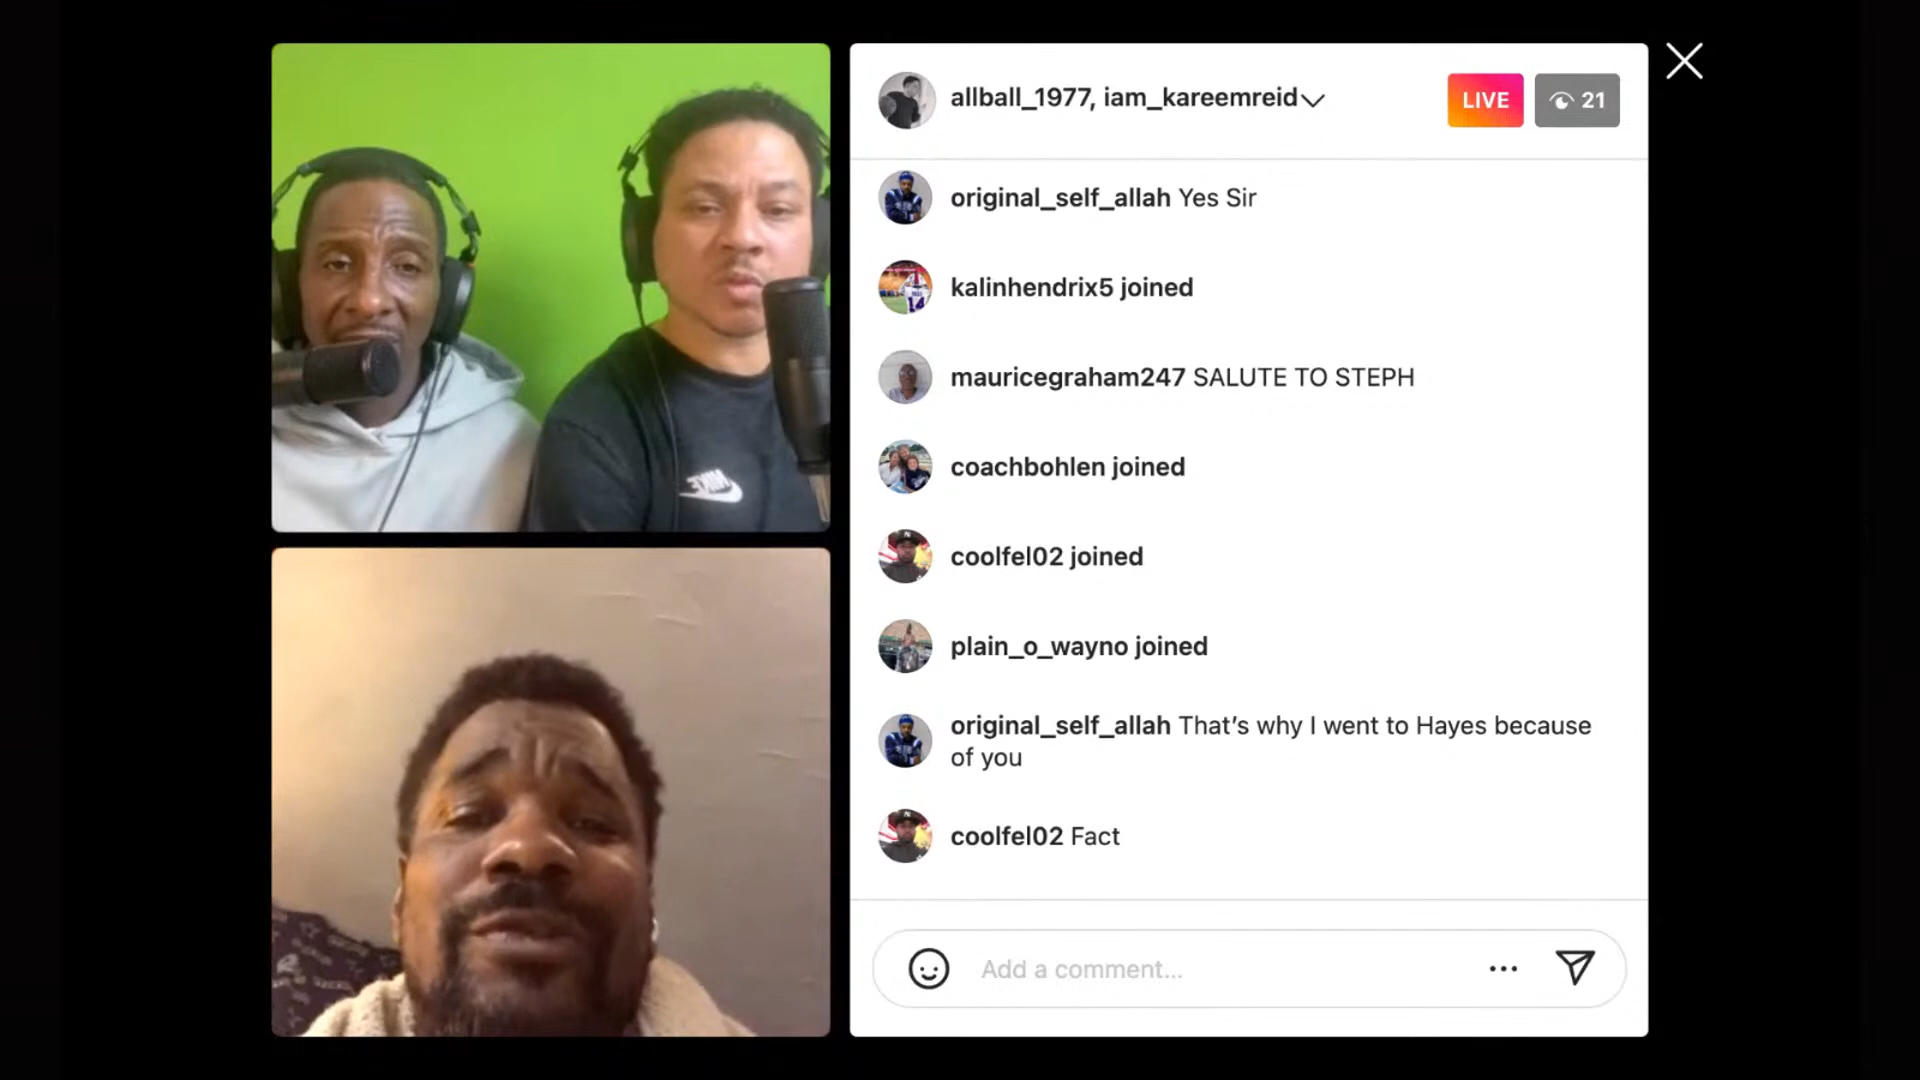 allball_1977, iam_kareemreid
LIVE
21
original_self_allah Yes Sir
kalinhendrix5 joined
mauricegraham247 SALUTE TO STEPH
coachbohlen joined
coolfel02 joined
plain_o_wayno joined
original_self_allah That's why I went to Hayes because
of you
coolfel02 Fact
Add a comment...
NIKE